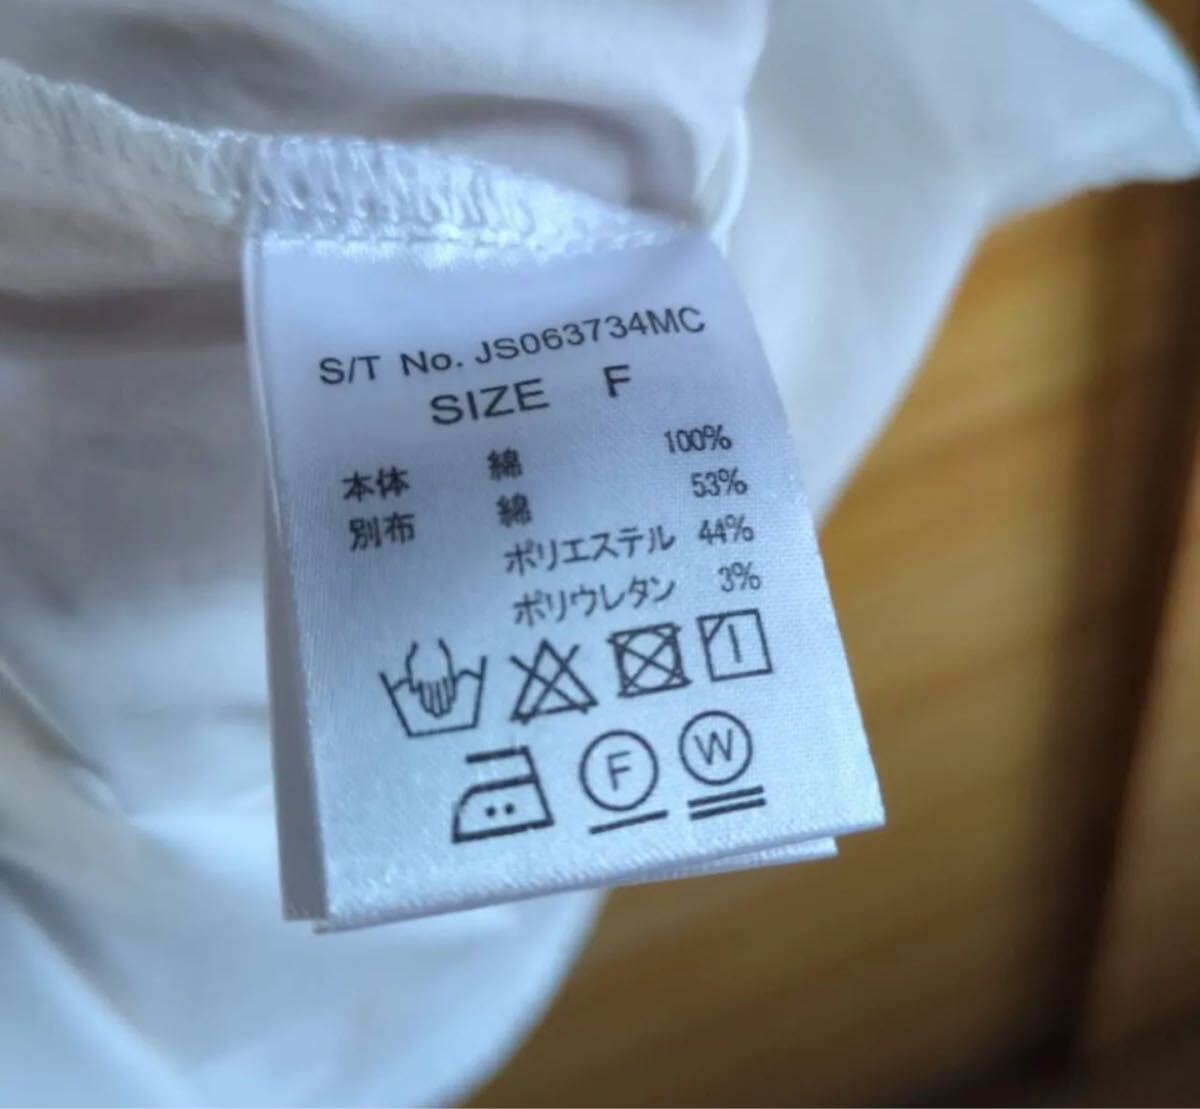 S/T No. JS063734MC
SIZE F
本体 綿 100%
別布 綿 53%
ポリエステル 44%
ポリウレタン 3%
F W